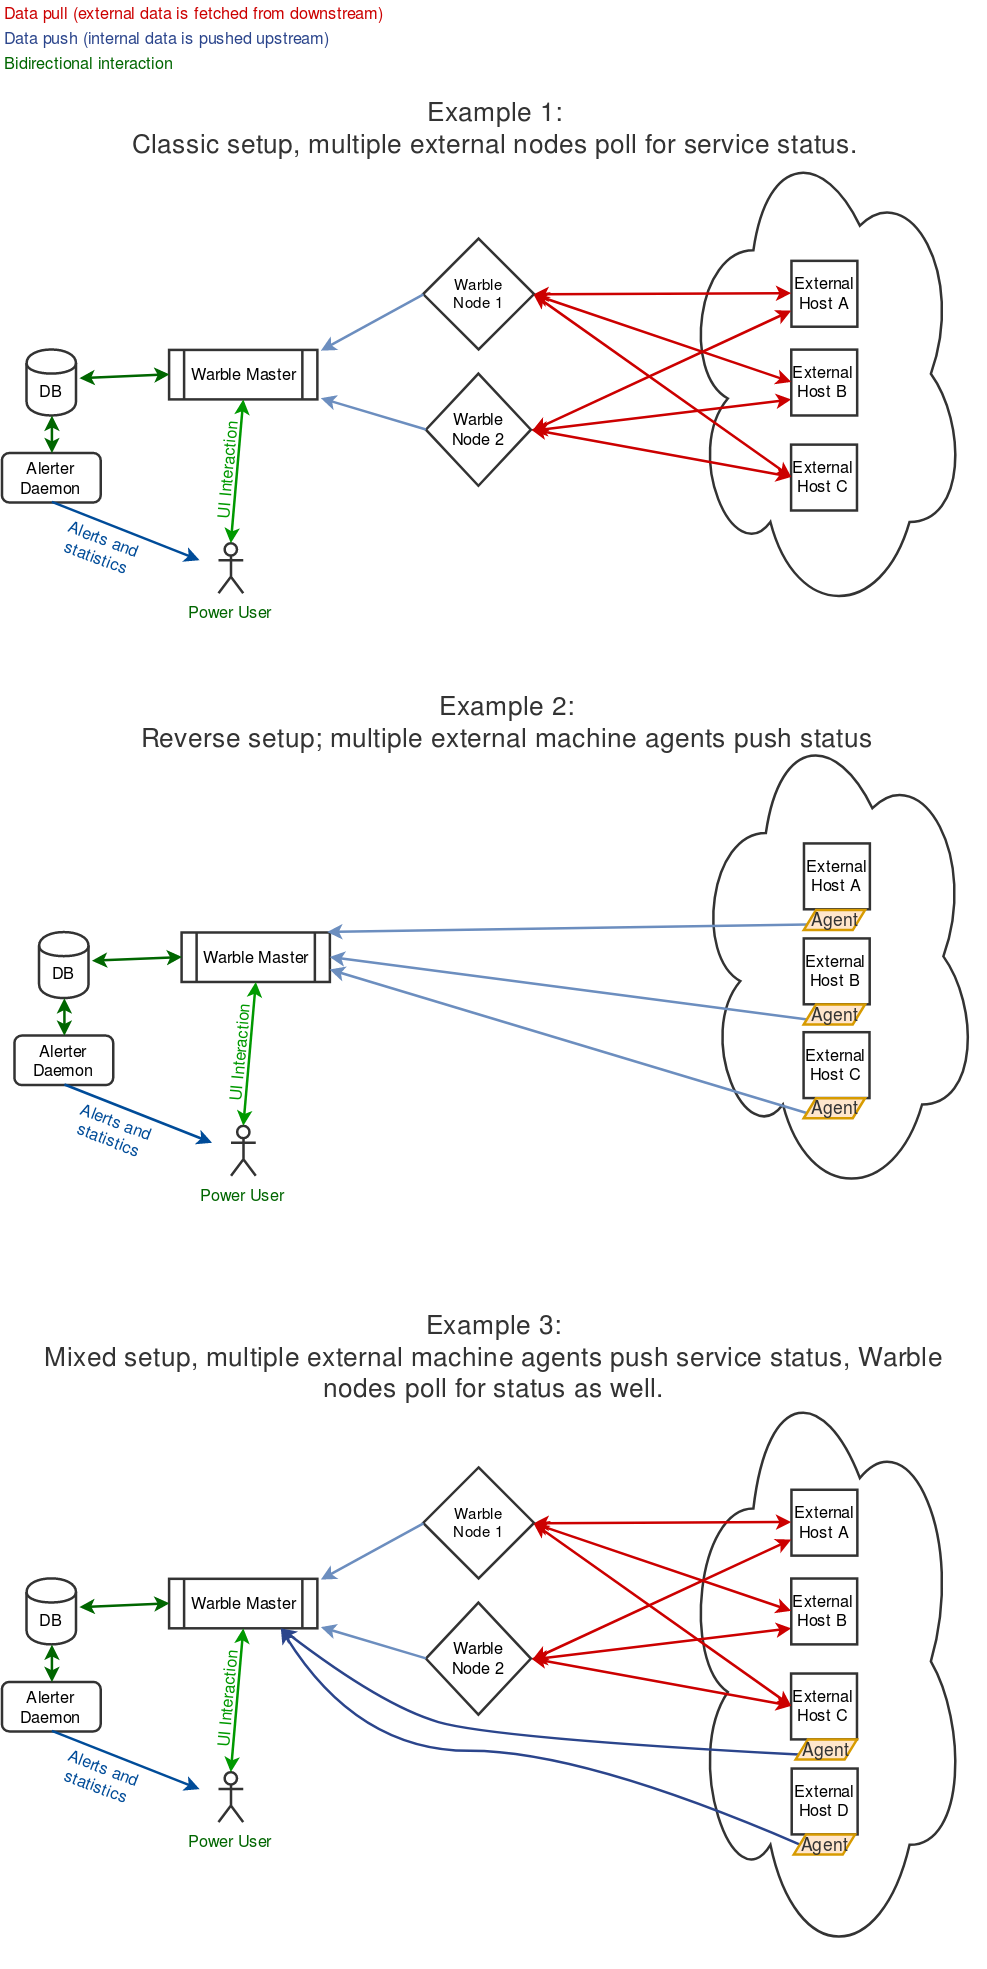 Data pull (external data is fetched from downstream)
Data push (internal data is pushed upstream)
Bidirectional interaction
Example 1:
Classic setup, multiple external nodes poll for service status.
Warble
Node 1
External
Host A
DB
Warble Master
External
Host B
Warble
Node 2
Alerter
Daemon
UI Interaction
External
Host C
Alerts and
statistics
Power User
Example 2:
Reverse setup; multiple external machine agents push status
External
Host A
Agent
DB
Warble Master
External
Host B
Agent
Alerter
Daemon
UI Interaction
External
Host C
Agent
Alerts and
statistics
Power User
Example 3:
Mixed setup, multiple external machine agents push service status, Warble
nodes poll for status as well.
Warble
Node 1
External
Host A
DB
Warble Master
External
Host B
Warble
Node 2
Alerter
Daemon
UI Interaction
External
Host C
Agent
Alerts and
statistics
External
Host D
Agent
Power User